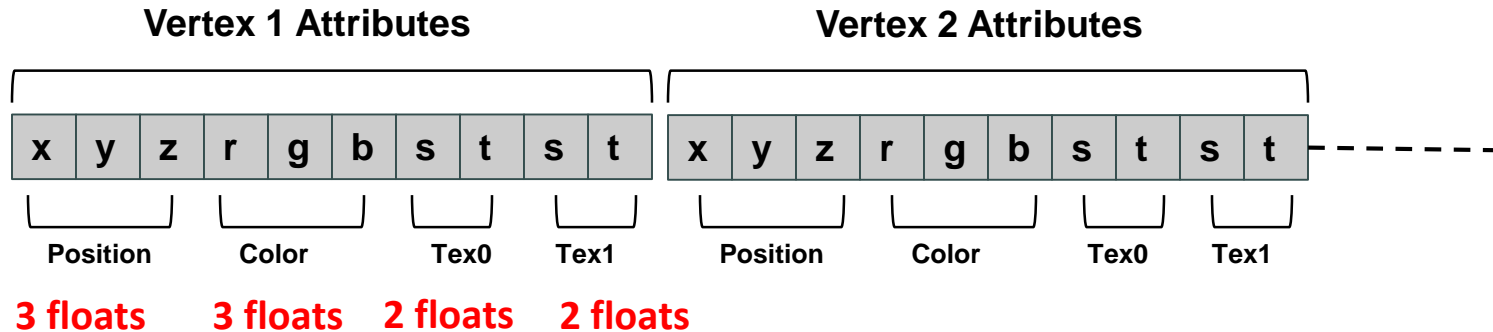 Vertex 1 Attributes Vertex 2 Attributes
x y z r g b s t s t x y z r g b s t s t
Position Color Tex0 Tex1 Position Color Tex0 Tex1
3 floats 3 floats 2 floats 2 floats